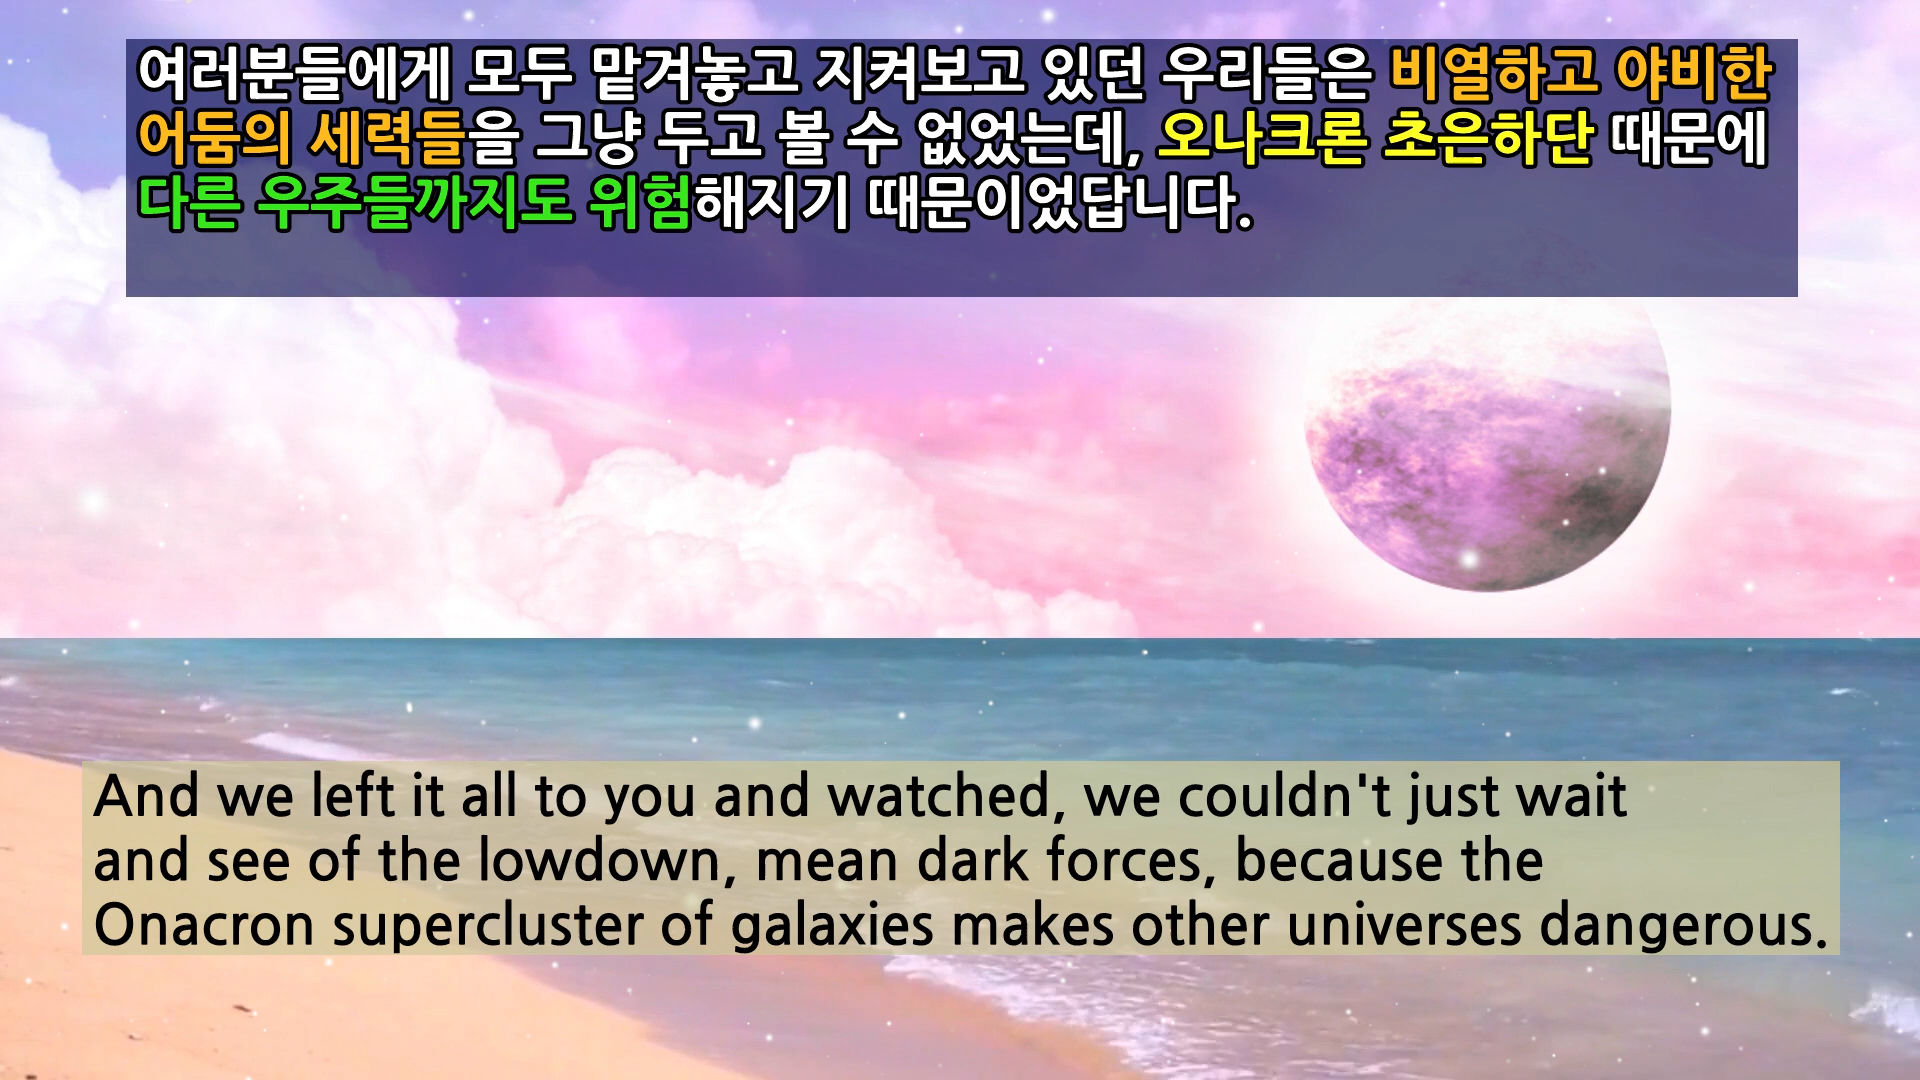 여러분들에게 모두 맡겨놓고 지켜보고 있던 우리들은 비열하고 야비한
어둠의 세력들을 그냥 두고 볼 수 없었는데, 오나크론 초은하단 때문에
다른 우주들까지도 위험해지기 때문이었답니다.
And we left it all to you and watched, we couldn't just wait
and see of the lowdown, mean dark forces, because the
Onacron supercluster of galaxies makes other universes dangerous.